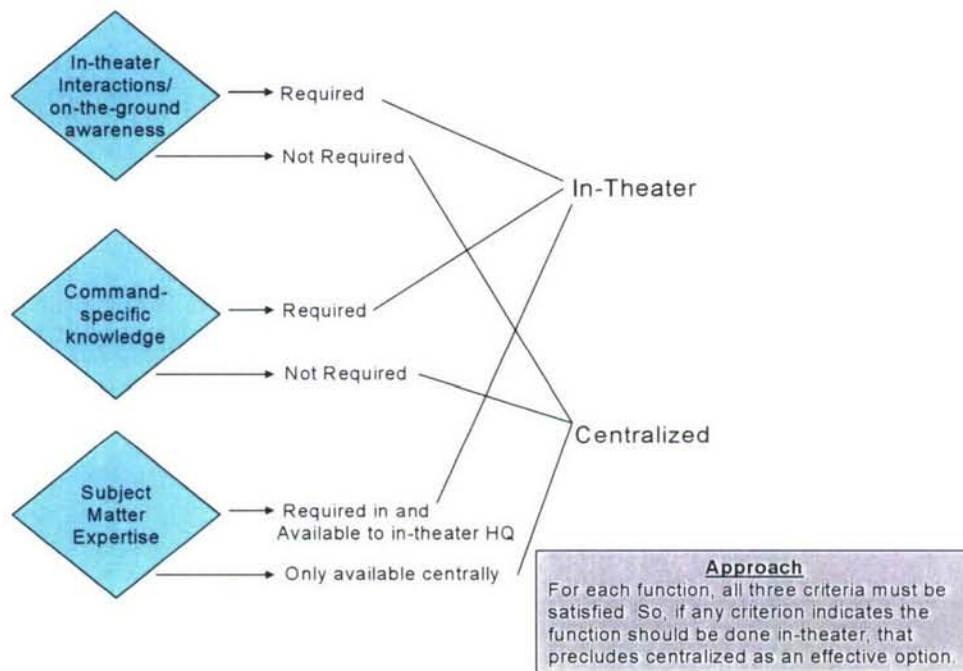 In-theater
Interactions/
on-the-ground
awareness
Required
Not Required
In-Theater
Command-
specific
knowledge
Required
Not Required
Centralized
Subject
Matter
Expertise
Required in and
Available to in-theater HQ
Only available centrally
Approach
For each function, all three criteria must be
satisfied. So, if any criterion indicates the
function should be done in-theater, that
precludes centralized as an effective option.